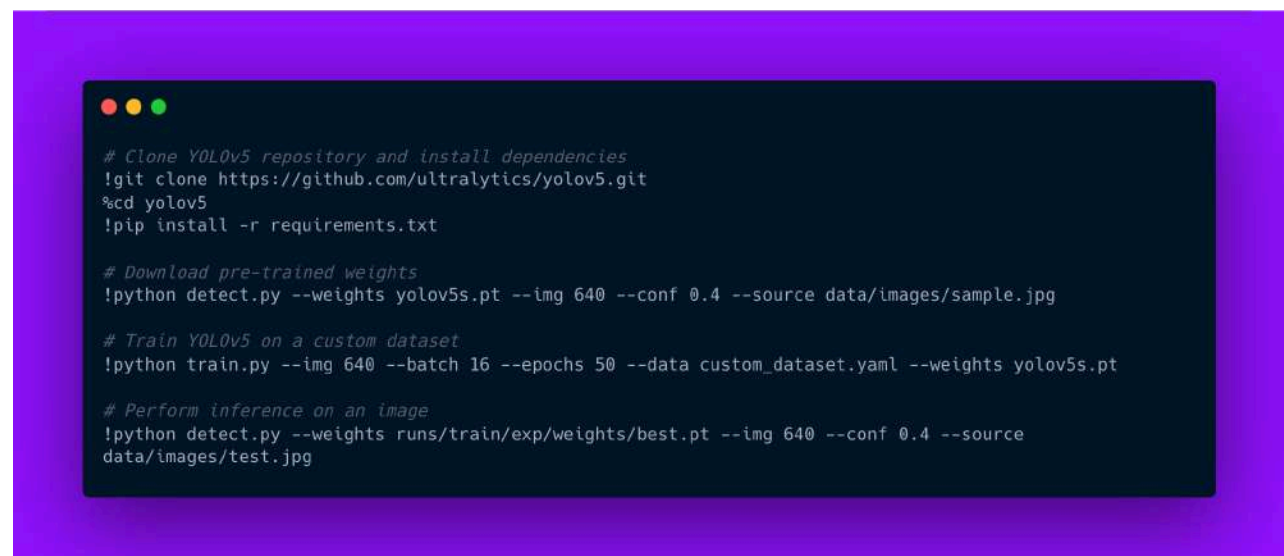 # Clone YOLOv5 repository and install dependencies
!git clone https://github.com/ultralytics/yolov5.git
%cd yolov5
!pip install -r requirements.txt
# Download pre-trained weights
!python detect.py --weights yolov5s.pt --img 640 --conf 0.4 --source data/images/sample.jpg
# Train YOLOv5 on a custom dataset
!python train.py --img 640 --batch 16 --epochs 50 --data custom_dataset.yaml --weights yolov5s.pt
# Perform inference on an image
!python detect.py --weights runs/train/exp/weights/best.pt --img 640 --conf 0.4 --source
data/images/test.jpg